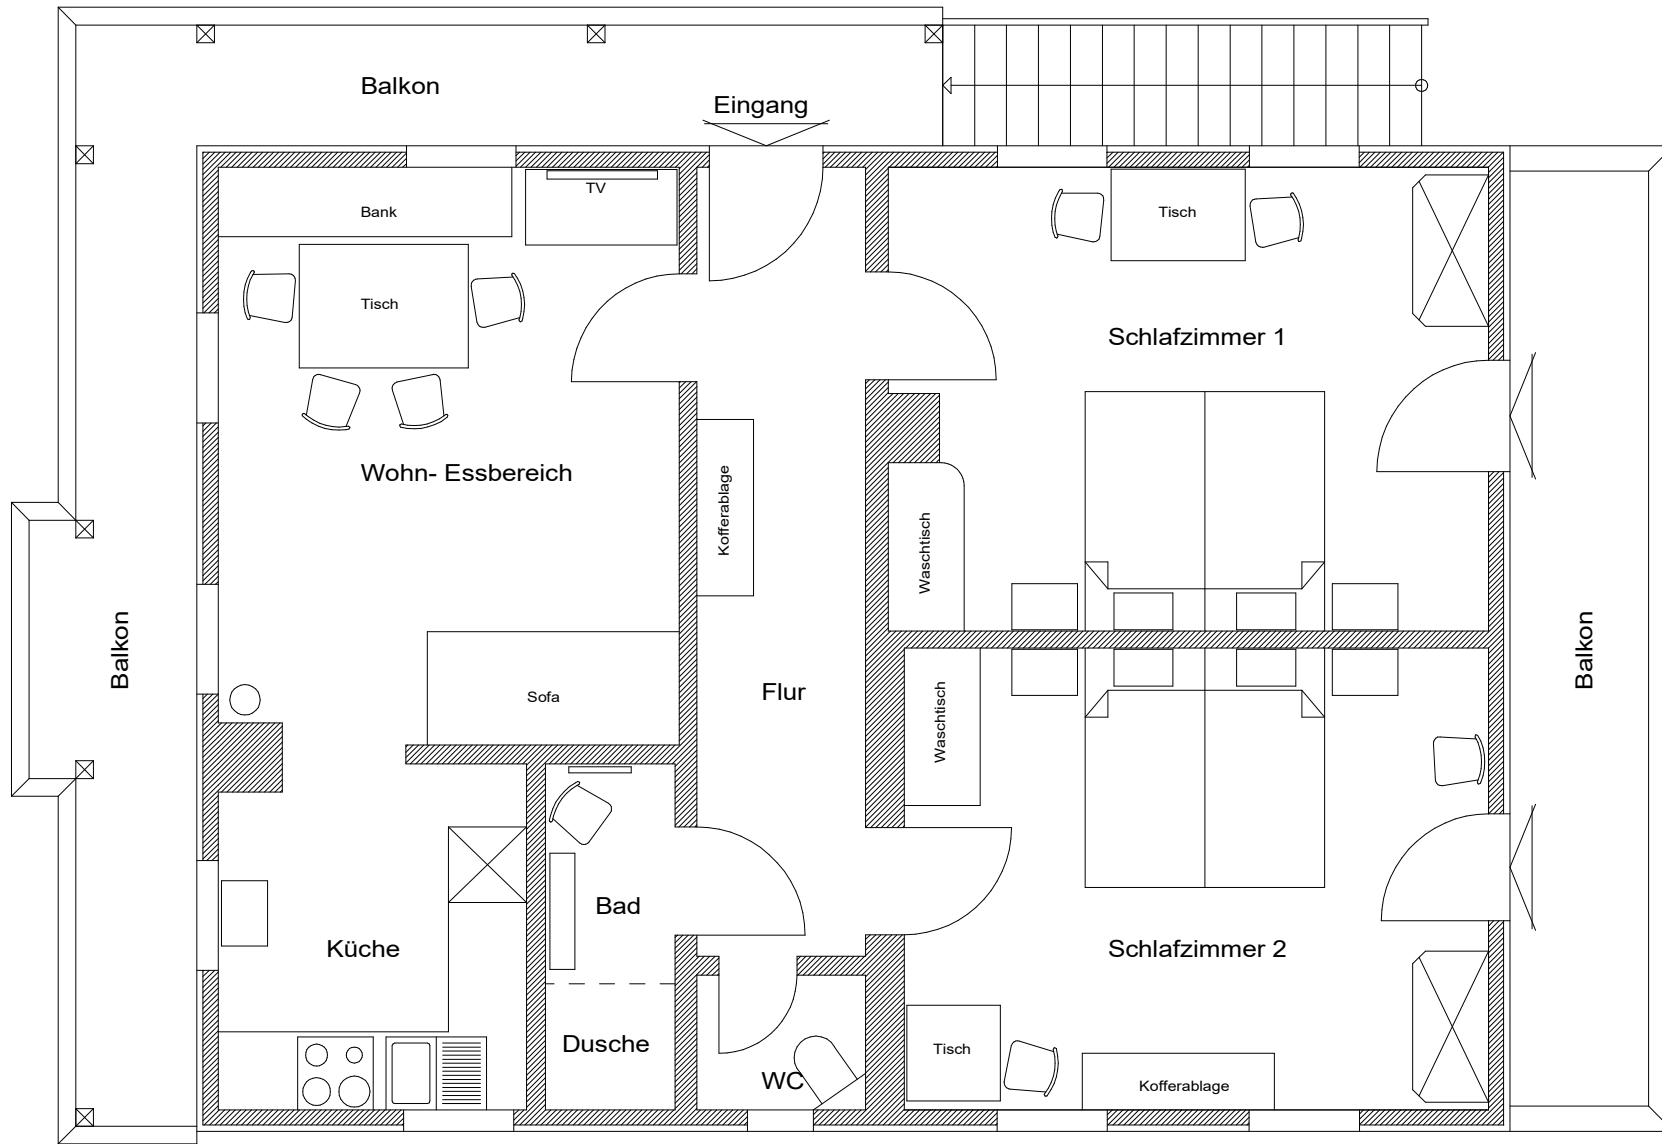 Balkon
Eingang
TV
Bank
Tisch
Tisch
Schlafzimmer 1
Wohn- Essbereich
Kofferablage
Waschtisch
Balkon
Balkon
Sofa
Flur
Waschtisch
Bad
Küche
Schlafzimmer 2
Dusche
Tisch
WC
Kofferablage